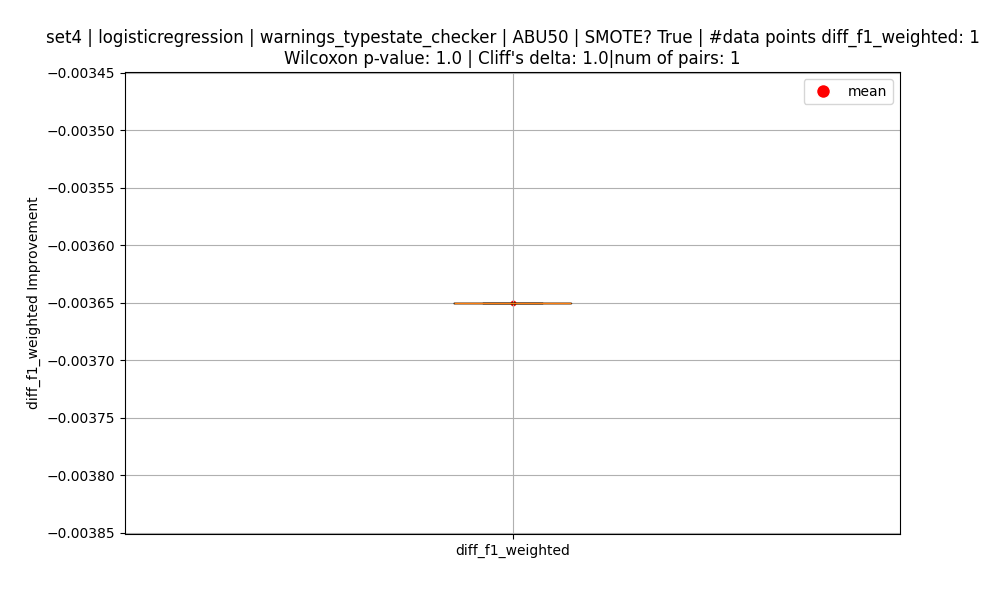 set4 | logisticregression | warnings_typestate_checker | ABU50 | SMOTE? True | #data points diff_f1_weighted: 1
Wilcoxon p-value: 1.0 | Cliff's delta: 1.0|num of pairs: 1
mean
diff_f1_weighted Improvement
−0.00345
−0.00350
−0.00355
−0.00360
−0.00365
−0.00370
−0.00375
−0.00380
−0.00385
diff_f1_weighted